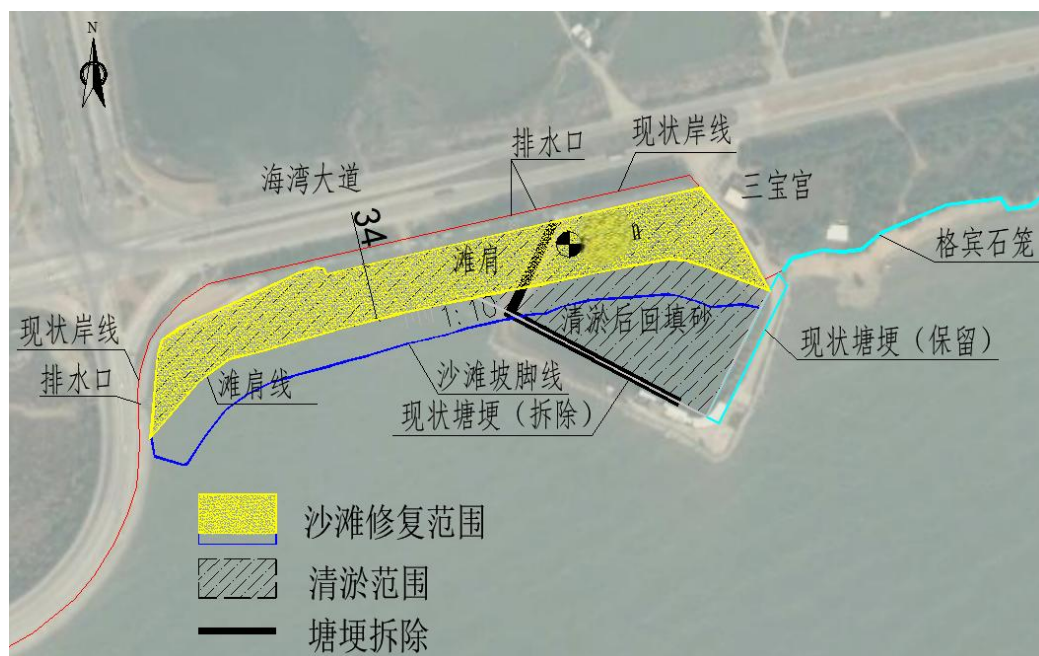 N
排水口
现状岸线
海湾大道
三宝宫
34
n
格宾石笼
滩肩
1:10
清淤后回填砂
现状岸线
现状塘埂（保留）
排水口
滩肩线
沙滩坡脚线
现状塘埂（拆除）
沙滩修复范围
清淤范围
塘埂拆除